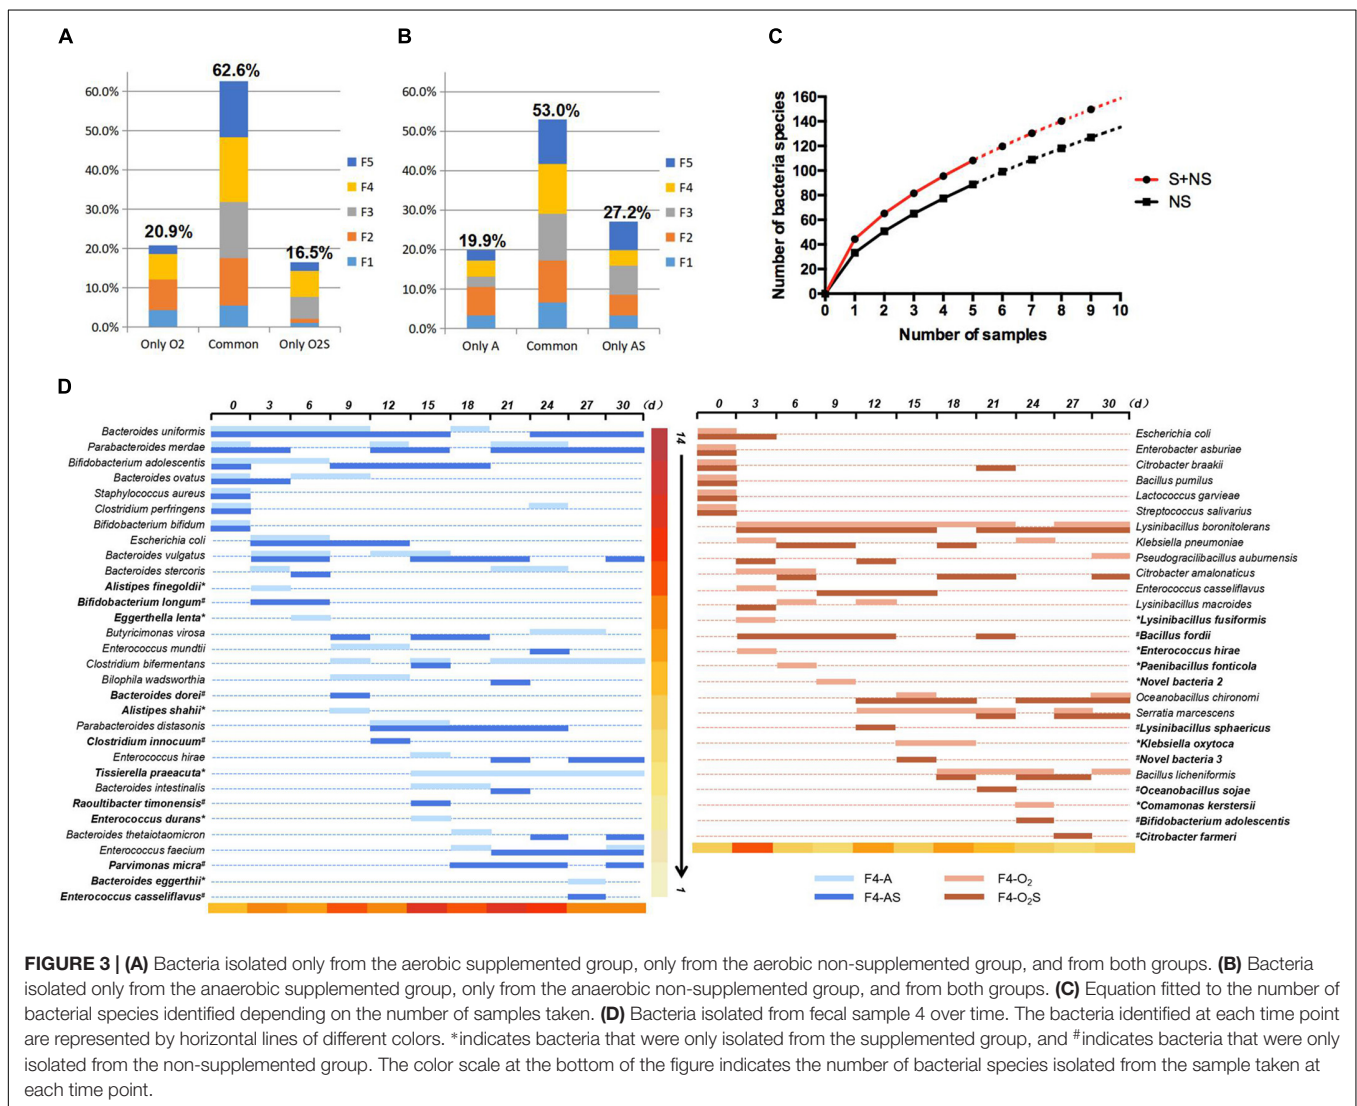 A
B
C
62.6%
20.9%
16.5%
60.0%
50.0%
40.0%
30.0%
20.0%
10.0%
0.0%
Only O2 Common Only O2S
F5
F4
F3
F2
F1
53.0%
27.2%
19.9%
60.0%
50.0%
40.0%
30.0%
20.0%
10.0%
0.0%
Only A Common Only AS
F5
F4
F3
F2
F1
Number of bacteria species
160
140
120
100
80
60
40
20
0
0 1 2 3 4 5 6 7 8 9 10
Number of samples
S+NS
NS
D
0 3 6 9 12 15 18 21 24 27 30 (d)
Bacteroides uniformis
Parabacteroides merdae
Bifidobacterium adolescentis
Bacteroides ovatus
Staphylococcus aureus
Clostridium perfringens
Bifidobacterium bifidum
Escherichia coli
Bacteroides vulgatus
Bacteroides stercoris
Alistipes finegoldii*
Bifidobacterium longum#
Eggerthella lenta*
Butyricimonas virosa
Enterococcus mundtii
Clostridium bifermentans
Bilophila wadsworthia
Bacteroides dorei#
Alistipes shahii*
Parabacteroides distasonis
Clostridium innocuum#
Enterococcus hirae
Tissierella praeacuta*
Bacteroides intestinalis
Raoultibacter timonensis#
Enterococcus durans*
Bacteroides thetaiotaomicron
Enterococcus faecium
Parvimonas micra#
Bacteroides eggerthii*
Enterococcus casseliflavus#
14
1
0 3 6 9 12 15 18 21 24 27 30 (d)
Escherichia coli
Enterobacter asburiae
Citrobacter braakii
Bacillus pumilus
Lactococcus garvieae
Streptococcus salivarius
Lysinibacillus boronitolerans
Klebsiella pneumoniae
Pseudogracilibacillus auburnensis
Citrobacter amalonaticus
Enterococcus casseliflavus
Lysinibacillus macroides
*Lysinibacillus fusiformis
#Bacillus fordii
*Enterococcus hirae
*Paenibacillus fonticola
*Novel bacteria 2
Oceanobacillus chironomi
Serratia marcescens
#Lysinibacillus sphaericus
*Klebsiella oxytoca
#Novel bacteria 3
Bacillus licheniformis
#Oceanobacillus sojae
*Comamonas kerstersii
#Bifidobacterium adolescentis
#Citrobacter farmeri
F4-A
F4-AS
F4-O2
F4-O2S
FIGURE 3 | (A) Bacteria isolated only from the aerobic supplemented group, only from the aerobic non-supplemented group, and from both groups. (B) Bacteria
isolated only from the anaerobic supplemented group, only from the anaerobic non-supplemented group, and from both groups. (C) Equation fitted to the number of
bacterial species identified depending on the number of samples taken. (D) Bacteria isolated from fecal sample 4 over time. The bacteria identified at each time point
are represented by horizontal lines of different colors. *indicates bacteria that were only isolated from the supplemented group, and #indicates bacteria that were only
isolated from the non-supplemented group. The color scale at the bottom of the figure indicates the number of bacterial species isolated from the sample taken at
each time point.